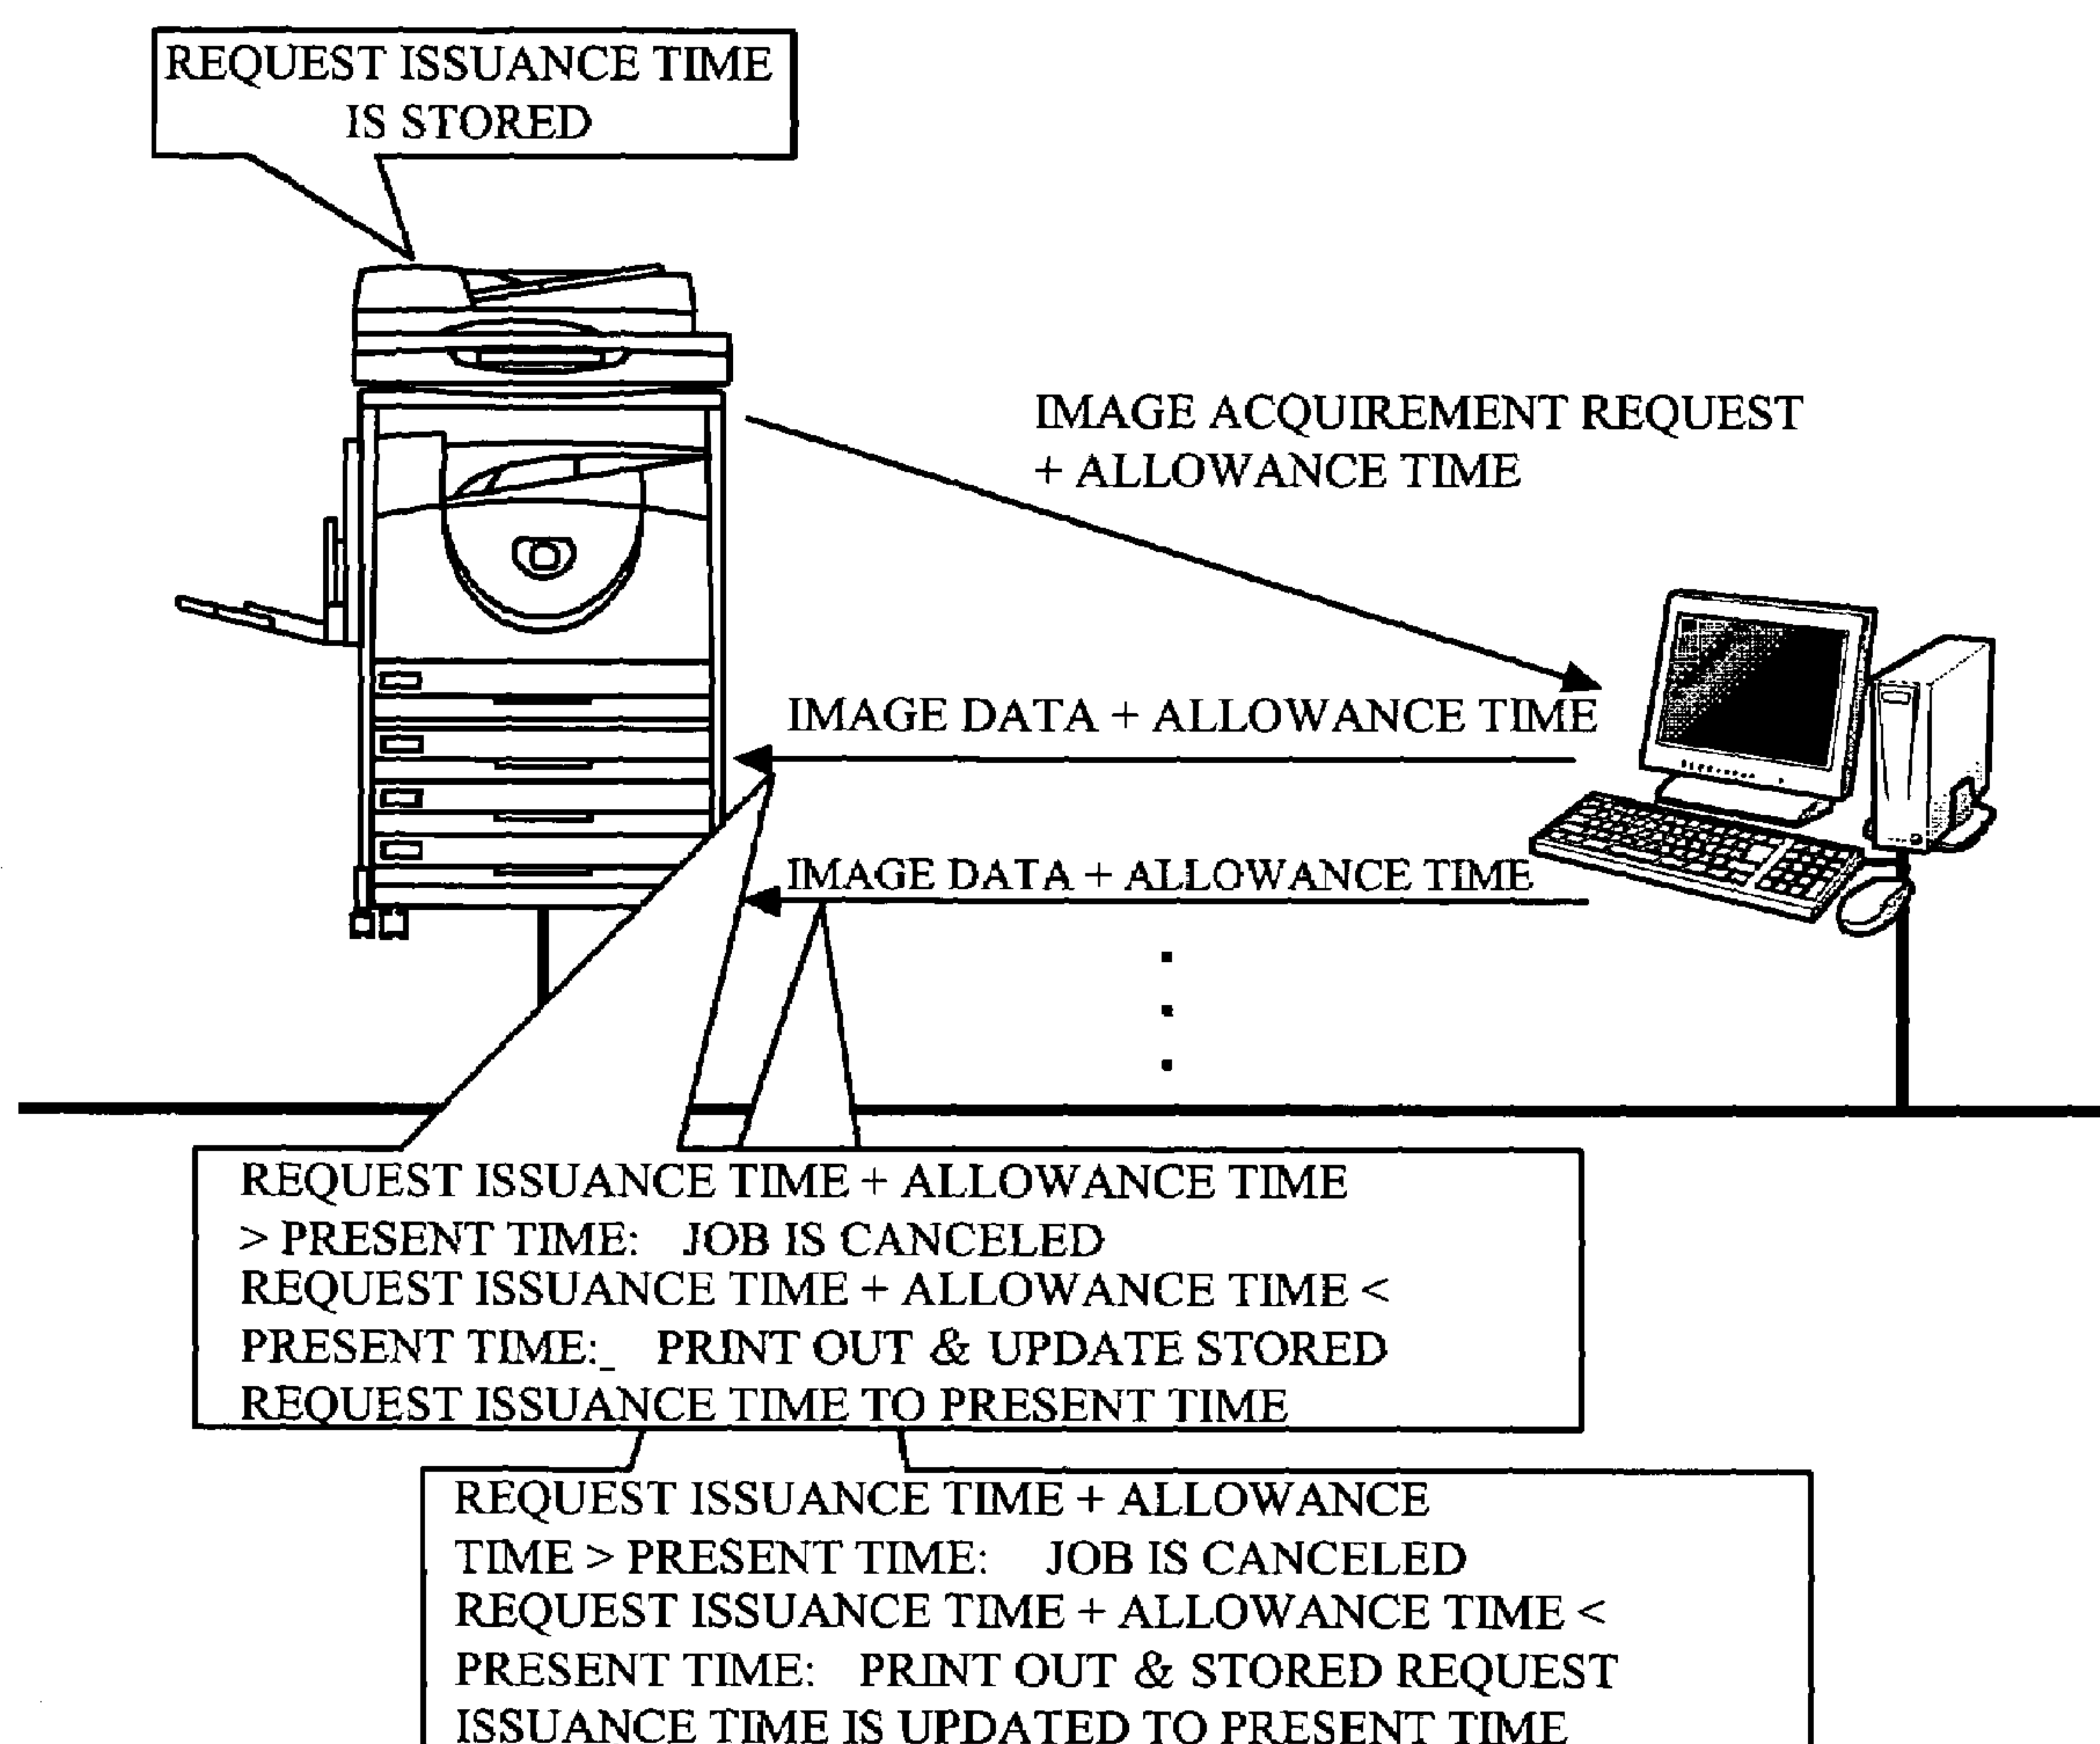 REQUEST ISSUANCE TIME
IS STORED
IMAGE ACQUIREMENT REQUEST
+ ALLOWANCE TIME
IMAGE DATA + ALLOWANCE TIME
IMAGE DATA + ALLOWANCE TIME
REQUEST ISSUANCE TIME + ALLOWANCE TIME
> PRESENT TIME: JOB IS CANCELED
REQUEST ISSUANCE TIME + ALLOWANCE TIME <
PRESENT TIME:_ PRINT OUT & UPDATE STORED
REQUEST ISSUANCE TIME TO PRESENT TIME
REQUEST ISSUANCE TIME + ALLOWANCE
TIME > PRESENT TIME: JOB IS CANCELED
REQUEST ISSUANCE TIME + ALLOWANCE TIME <
PRESENT TIME: PRINT OUT & STORED REQUEST
ISSUANCE TIME IS UPDATED TO PRESENT TIME